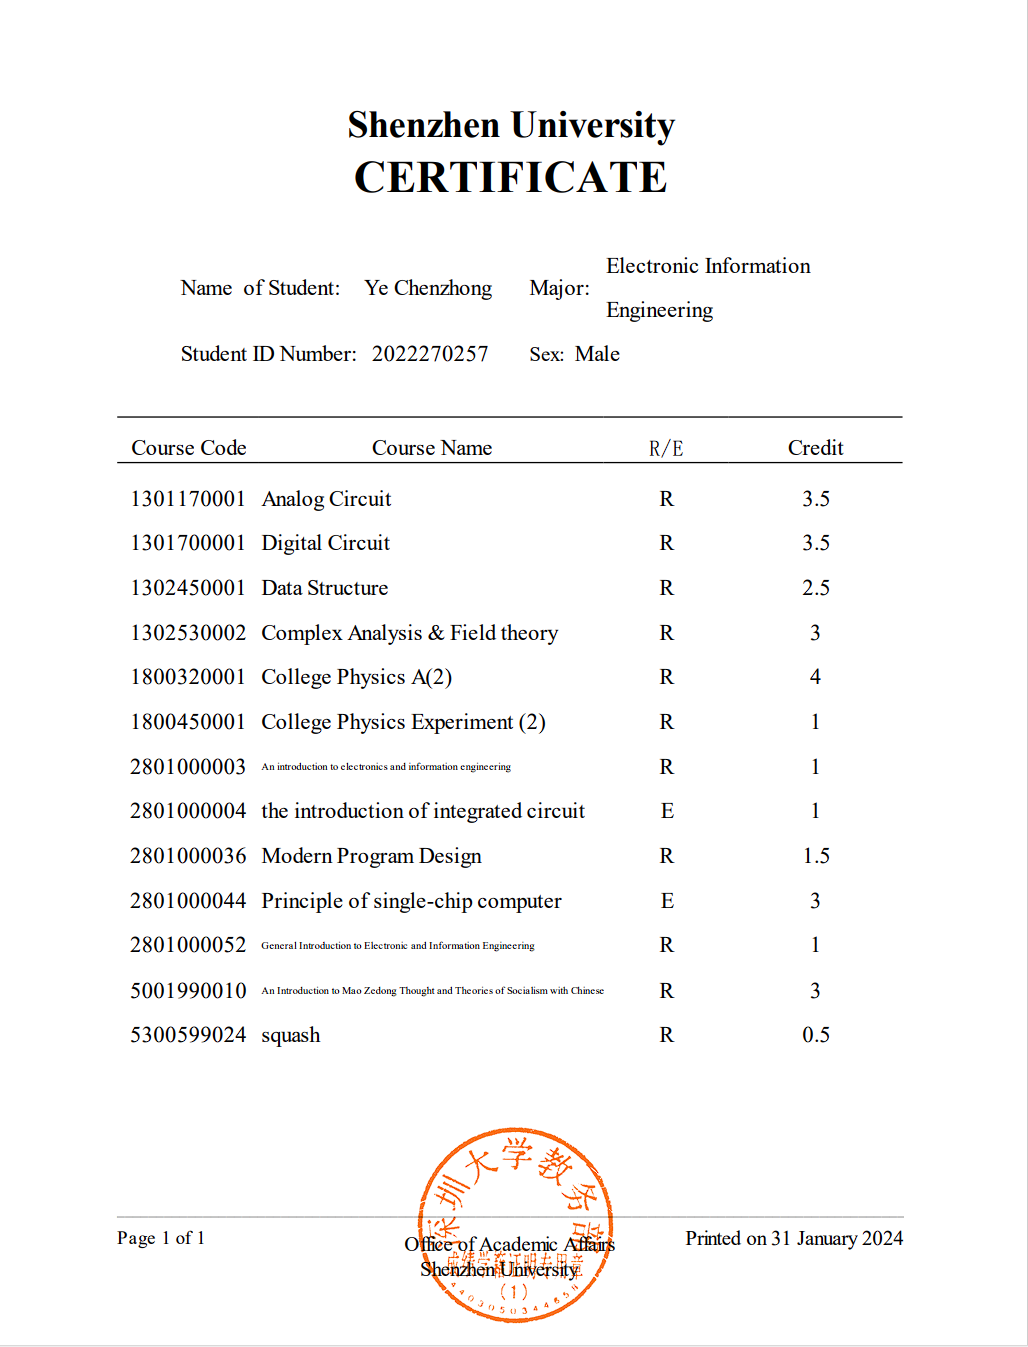 Shenzhen University
CERTIFICATE
Name of Student: Ye Chenzhong Major: Electronic Information Engineering
Student ID Number: 2022270257 Sex: Male
Course Code Course Name R/E Credit
1301170001 Analog Circuit R 3.5
1301700001 Digital Circuit R 3.5
1302450001 Data Structure R 2.5
1302530002 Complex Analysis & Field theory R 3
1800320001 College Physics A(2) R 4
1800450001 College Physics Experiment (2) R 1
2801000003 An introduction to electronics and information engineering R 1
2801000004 the introduction of integrated circuit E 1
2801000036 Modern Program Design R 1.5
2801000044 Principle of single-chip computer E 3
2801000052 General Introduction to Electronic and Information Engineering R 1
5001990010 An Introduction to Mao Zedong Thought and Theories of Socialism with Chinese R 3
5300599024 squash R 0.5
深圳大学教务部
成绩学籍证明专用章
(1)
4403050344658
Page 1 of 1
Office of Academic Affairs
Shenzhen University
Printed on 31 January 2024